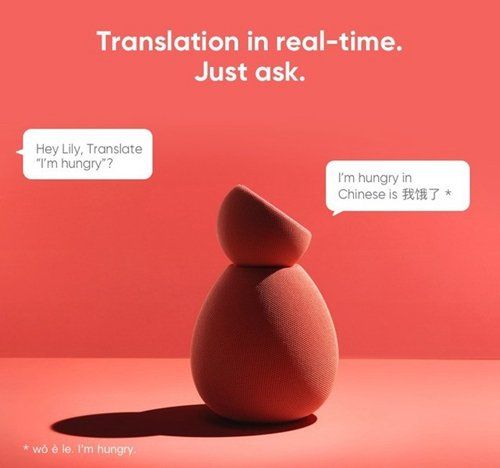 Translation in real-time.
Just ask.
Hey Lily, Translate
“I’m hungry”?
I’m hungry in
Chinese is 我饿了 *
* wǒ è le. I’m hungry.